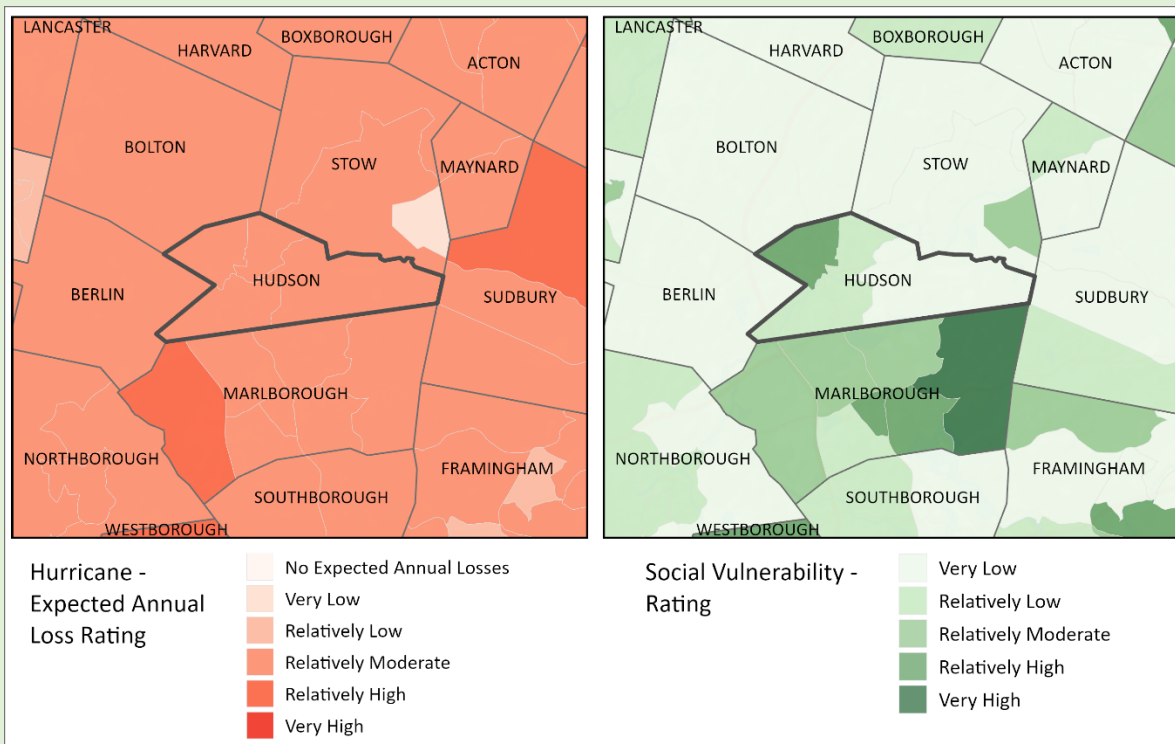 LANCASTER
HARVARD
BOXBOROUGH
ACTON
BOLTON
STOW
MAYNARD
HUDSON
BERLIN
SUDBURY
MARLBOROUGH
NORTHBOROUGH
FRAMINGHAM
SOUTHBOROUGH
WESTBOROUGH
Hurricane -
Expected Annual
Loss Rating
No Expected Annual Losses
Very Low
Relatively Low
Relatively Moderate
Relatively High
Very High
LANCASTER
HARVARD
BOXBOROUGH
ACTON
BOLTON
STOW
MAYNARD
HUDSON
BERLIN
SUDBURY
MARLBOROUGH
NORTHBOROUGH
FRAMINGHAM
SOUTHBOROUGH
WESTBOROUGH
Social Vulnerability -
Rating
Very Low
Relatively Low
Relatively Moderate
Relatively High
Very High